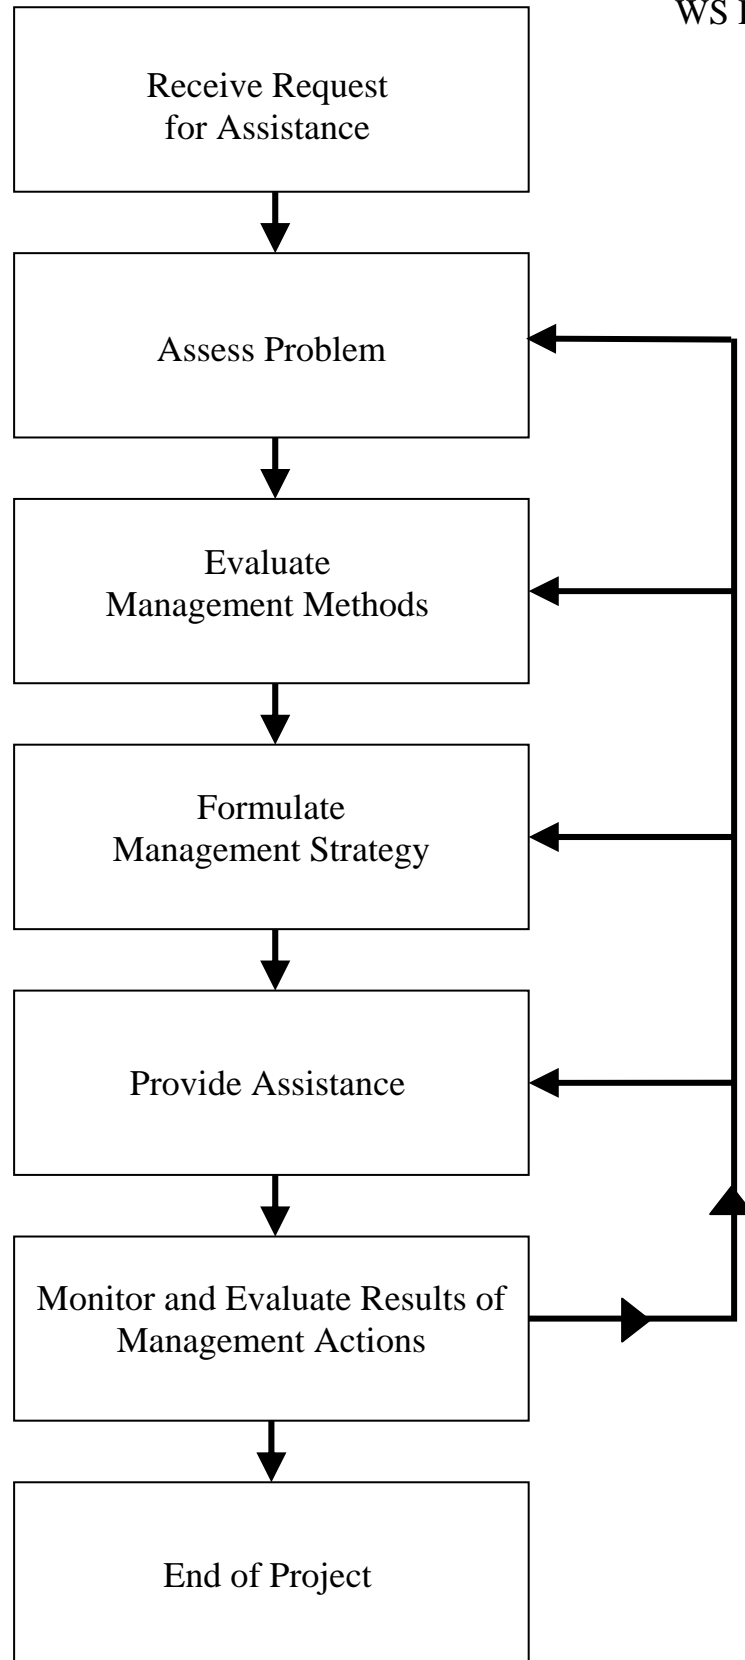 WS
Receive Request
for Assistance
Assess Problem
Evaluate
Management Methods
Formulate
Management Strategy
Provide Assistance
Monitor and Evaluate Results of
Management Actions
End of Project